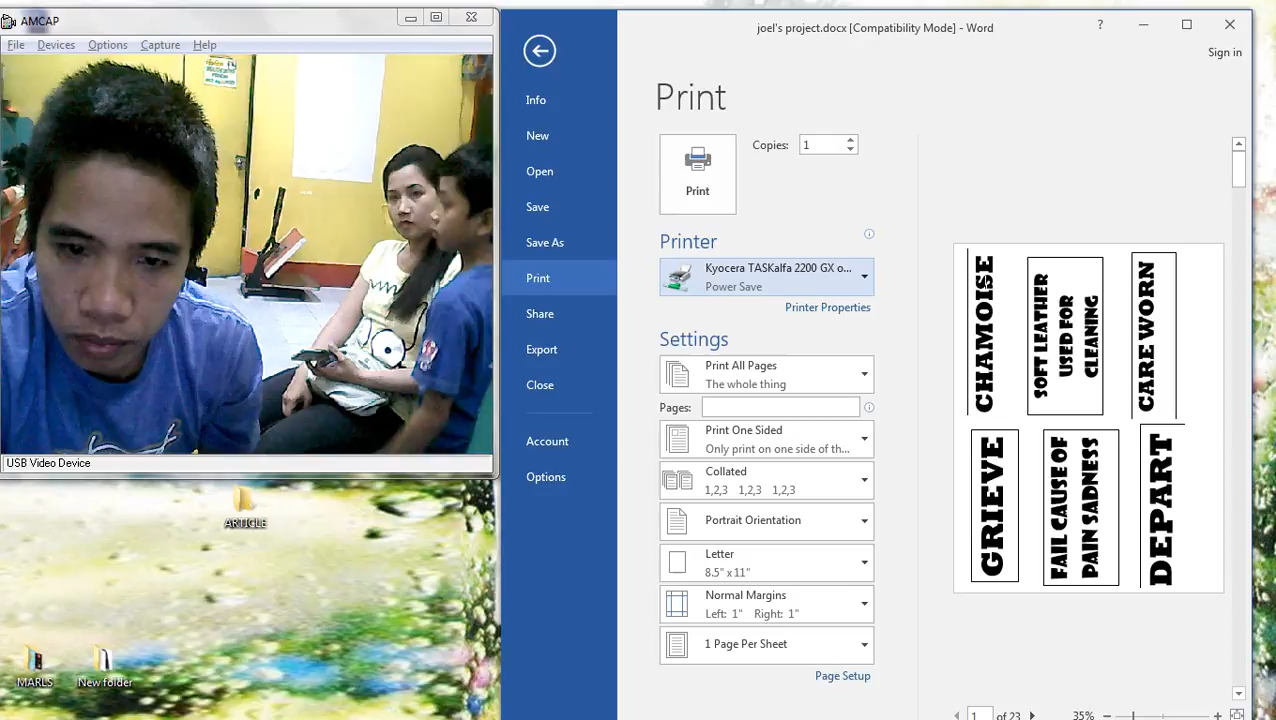 AMCAP
File Devices Options Capture Help
USB Video Device
ARTICLE
MARLS
New folder
joel's project.docx [Compatibility Mode] - Word
?
Sign in
Info
New
Open
Save
Save As
Print
Share
Export
Close
Account
Options
Print
Print
Copies: 1
Printer
Kyocera TASKalfa 2200 GX o...
Power Save
Printer Properties
Settings
Print All Pages
The whole thing
Pages:
Print One Sided
Only print on one side of th...
Collated
1,2,3 1,2,3 1,2,3
Portrait Orientation
Letter
8.5" x 11"
Normal Margins
Left: 1" Right: 1"
1 Page Per Sheet
Page Setup
CHAMOISE
SOFT LEATHER
USED FOR
CLEANING
CAREWORN
GRIEVE
FAIL CAUSE OF
PAIN SADNESS
DEPART
1 of 23
35%